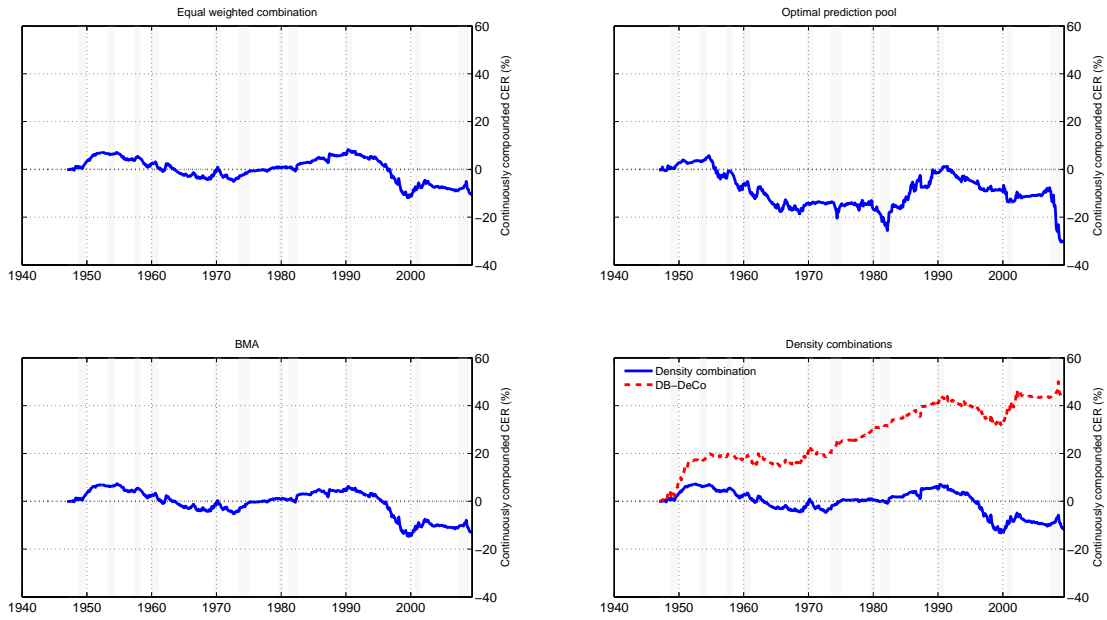 Equal weighted combination
60
40
20
0
−20
−40
Continuously compounded CER (%)
1940 1950 1960 1970 1980 1990 2000
Optimal prediction pool
60
40
20
0
−20
−40
Continuously compounded CER (%)
1940 1950 1960 1970 1980 1990 2000
BMA
60
40
20
0
−20
−40
Continuously compounded CER (%)
1940 1950 1960 1970 1980 1990 2000
Density combinations
Density combination
DB−DeCo
60
40
20
0
−20
−40
Continuously compounded CER (%)
1940 1950 1960 1970 1980 1990 2000